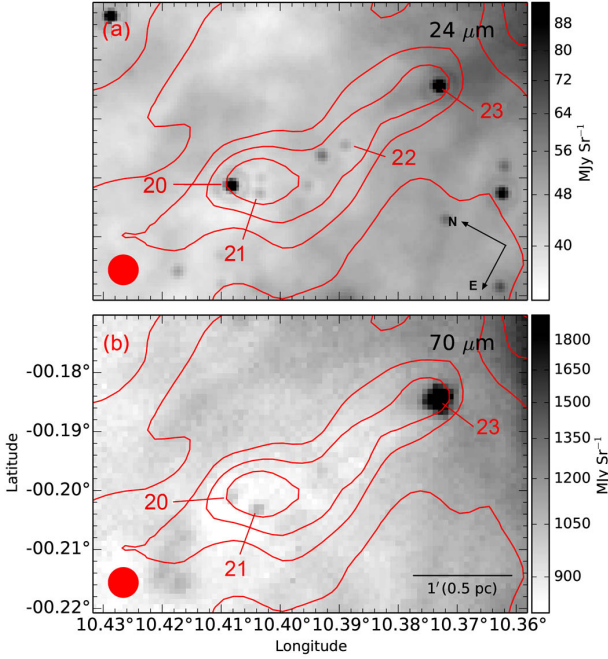 (a)
24 μm
23
22
20
21
N
E
88
80
72
64
56
48
40
MJy Sr⁻¹
(b)
70 μm
23
20
21
1′(0.5 pc)
-00.18°
-00.19°
-00.20°
-00.21°
-00.22°
Latitude
10.43° 10.42° 10.41° 10.40° 10.39° 10.38° 10.37° 10.36°
Longitude
1800
1650
1500
1350
1200
1050
900
MJy Sr⁻¹